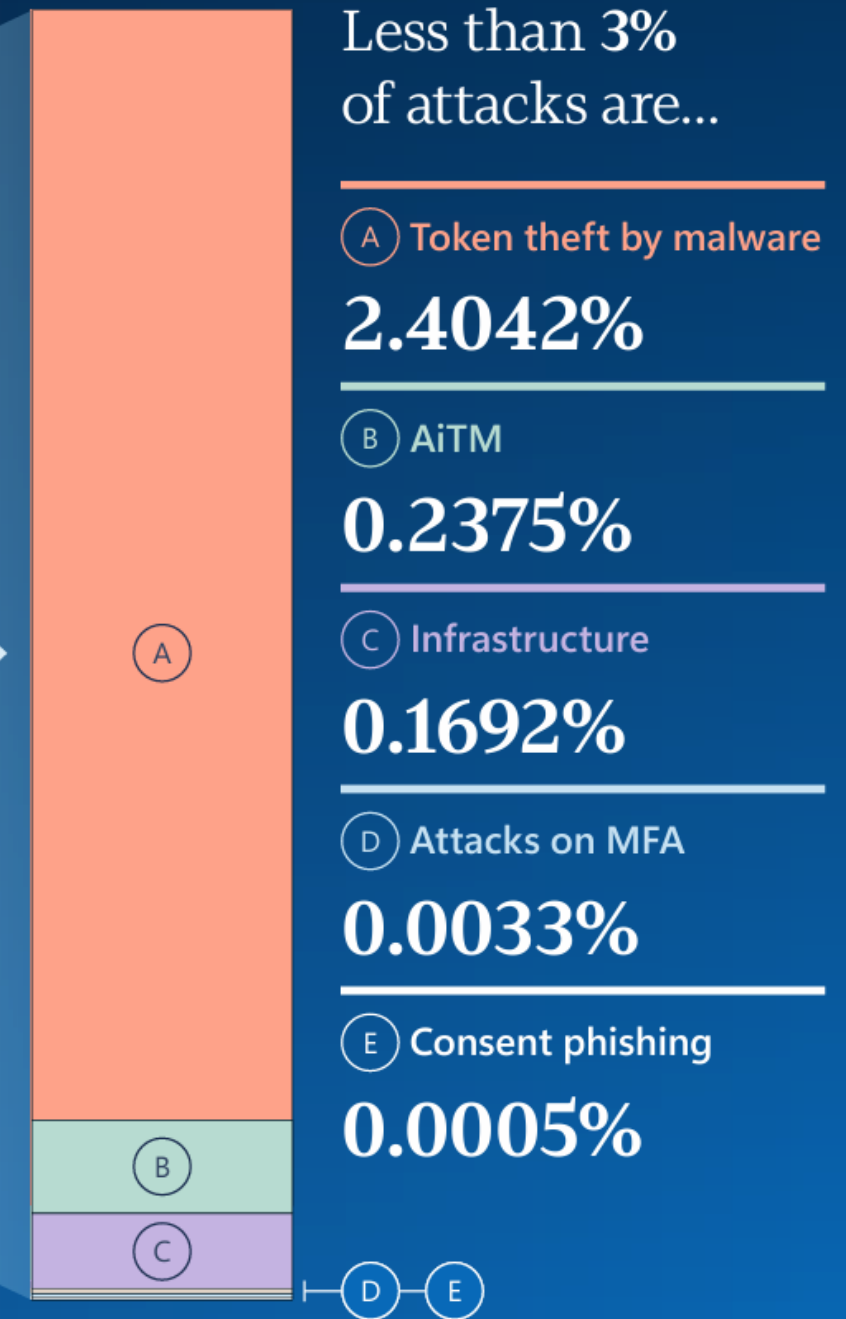 Less than 3%
of attacks are...
A Token theft by malware
2.4042%
B AiTM
0.2375%
C Infrastructure
0.1692%
D Attacks on MFA
0.0033%
E Consent phishing
0.0005%
A
B
C
D E